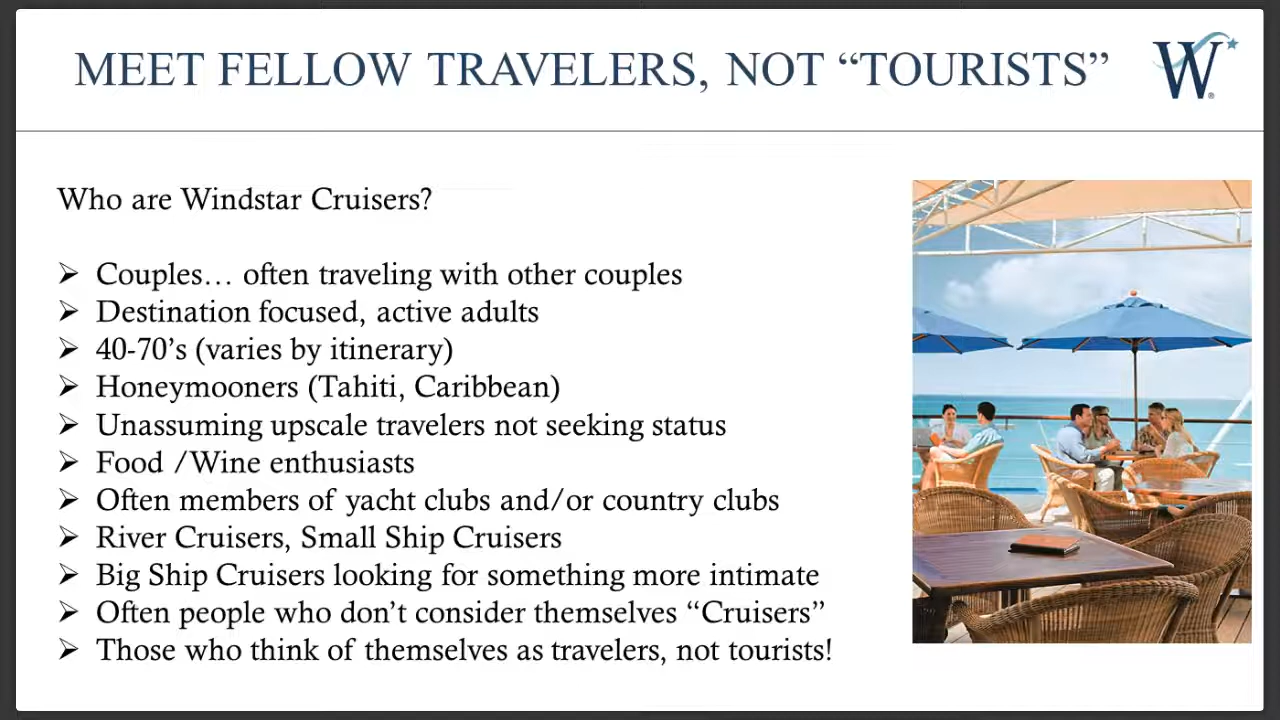 MEET FELLOW TRAVELERS, NOT “TOURISTS”
W®
Who are Windstar Cruisers?
➢ Couples… often traveling with other couples
➢ Destination focused, active adults
➢ 40-70’s (varies by itinerary)
➢ Honeymooners (Tahiti, Caribbean)
➢ Unassuming upscale travelers not seeking status
➢ Food /Wine enthusiasts
➢ Often members of yacht clubs and/or country clubs
➢ River Cruisers, Small Ship Cruisers
➢ Big Ship Cruisers looking for something more intimate
➢ Often people who don’t consider themselves “Cruisers”
➢ Those who think of themselves as travelers, not tourists!